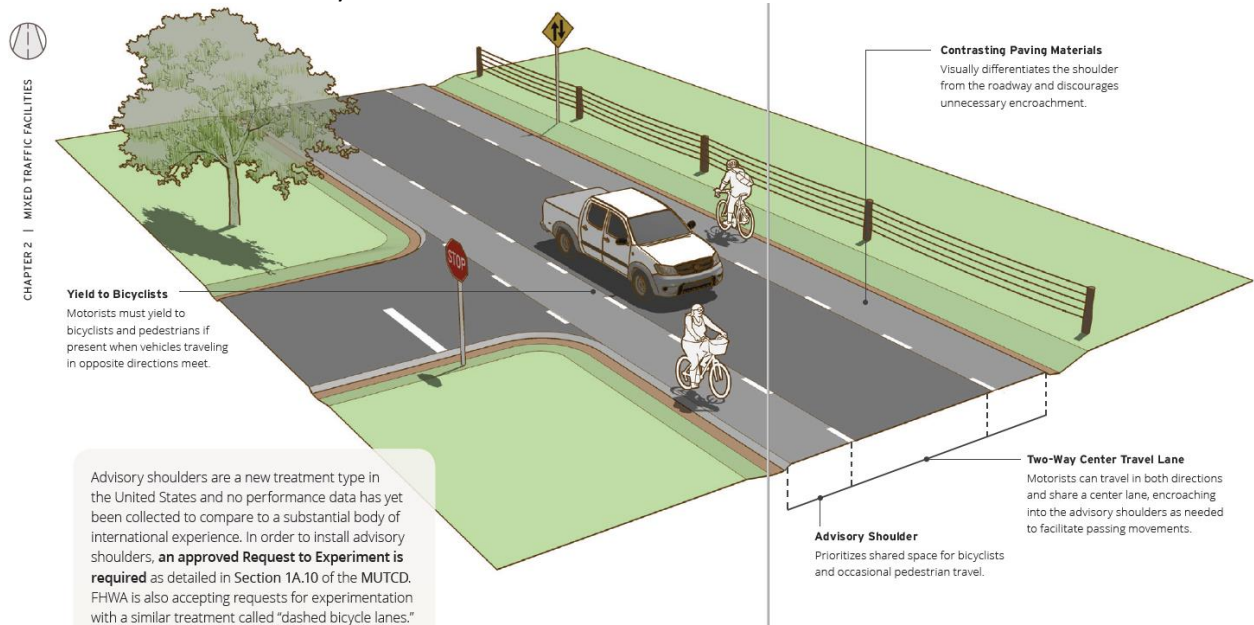 CHAPTER 2 | MIXED TRAFFIC FACILITIES
STOP
Yield to Bicyclists
Motorists must yield to
bicyclists and pedestrians if
present when vehicles traveling
in opposite directions meet.
Advisory shoulders are a new treatment type in
the United States and no performance data has yet
been collected to compare to a substantial body of
international experience. In order to install advisory
shoulders, an approved Request to Experiment is
required as detailed in Section 1A.10 of the MUTCD.
FHWA is also accepting requests for experimentation
with a similar treatment called “dashed bicycle lanes.”
Contrasting Paving Materials
Visually differentiates the shoulder
from the roadway and discourages
unnecessary encroachment.
Two-Way Center Travel Lane
Motorists can travel in both directions
and share a center lane, encroaching
into the advisory shoulders as needed
to facilitate passing movements.
Advisory Shoulder
Prioritizes shared space for bicyclists
and occasional pedestrian travel.